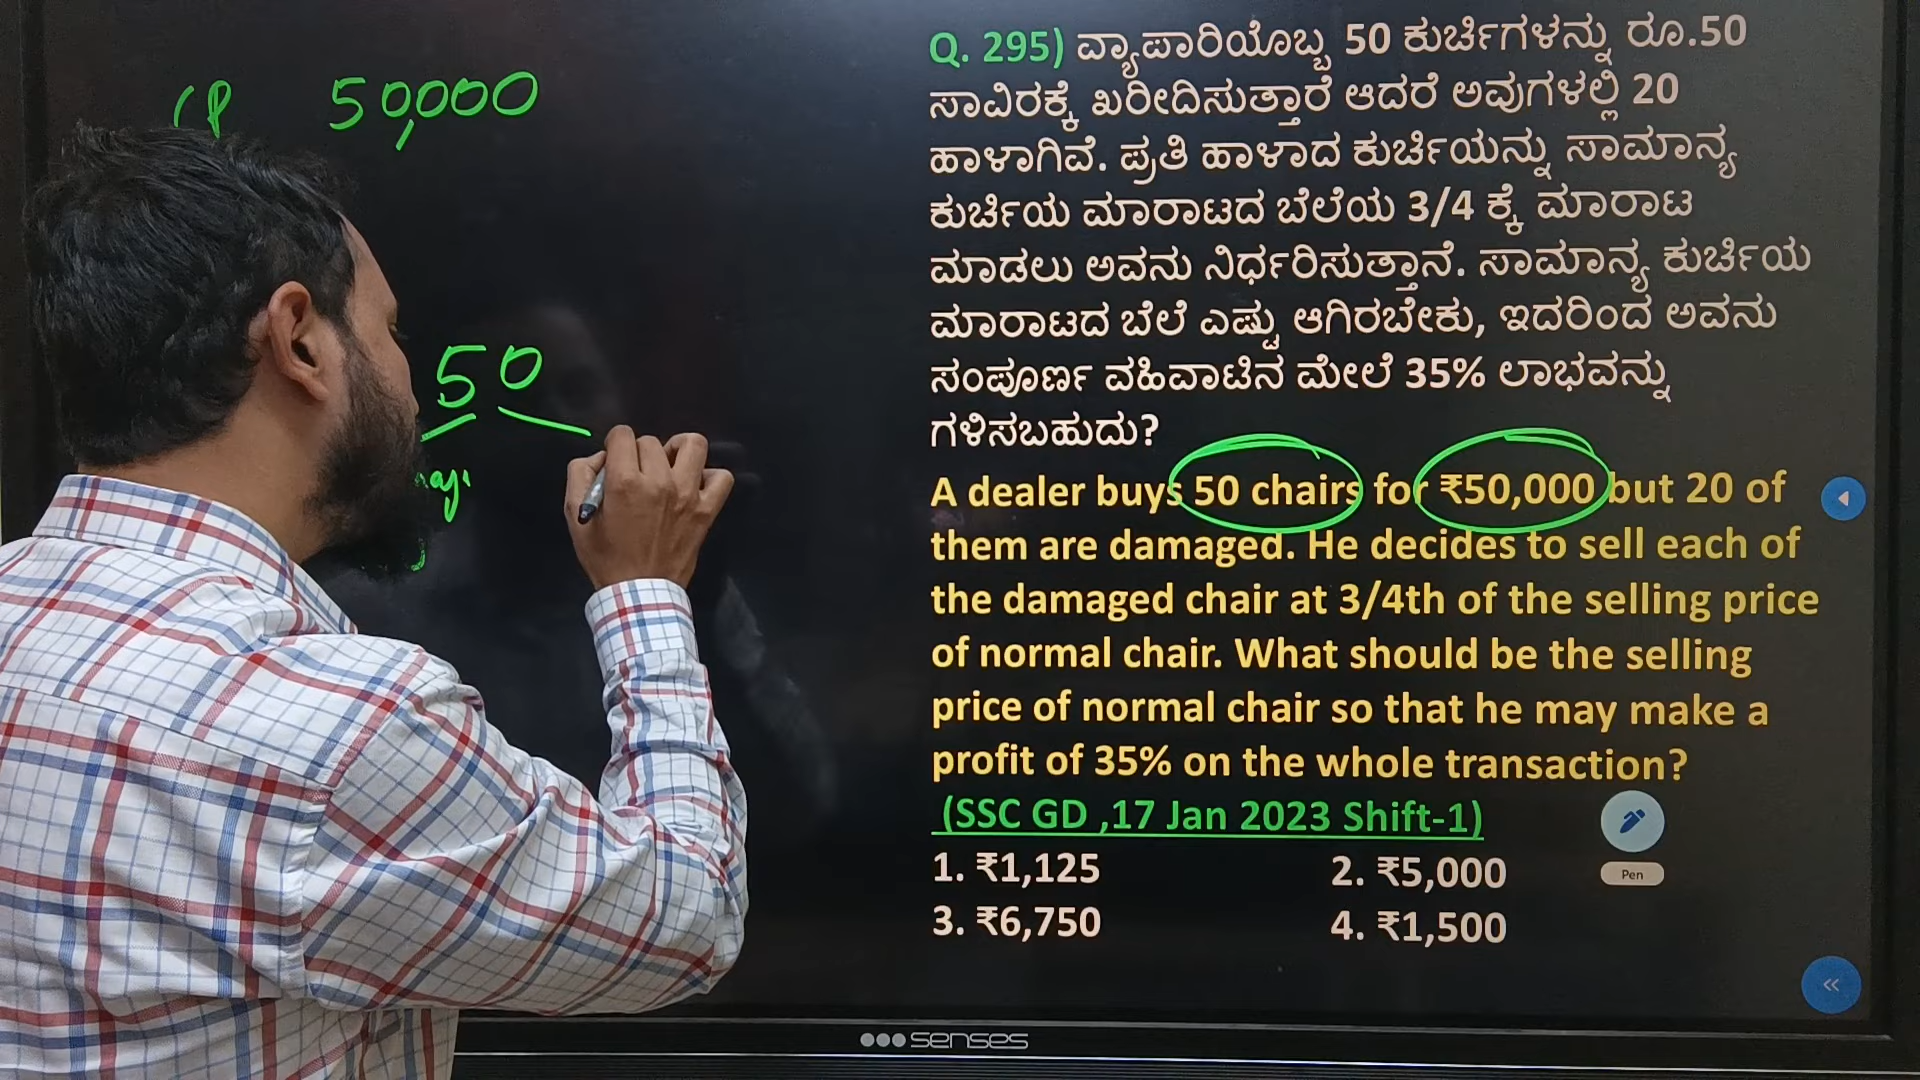 CP 50,000
50
Q. 295) ವ್ಯಾಪಾರಿಯೊಬ್ಬ 50 ಕುರ್ಚಿಗಳನ್ನು ರೂ.50
ಸಾವಿರಕ್ಕೆ ಖರೀದಿಸುತ್ತಾರೆ ಆದರೆ ಅವುಗಳಲ್ಲಿ 20
ಹಾಳಾಗಿವೆ. ಪ್ರತಿ ಹಾಳಾದ ಕುರ್ಚಿಯನ್ನು ಸಾಮಾನ್ಯ
ಕುರ್ಚಿಯ ಮಾರಾಟದ ಬೆಲೆಯ 3/4 ಕ್ಕೆ ಮಾರಾಟ
ಮಾಡಲು ಅವನು ನಿರ್ಧರಿಸುತ್ತಾನೆ. ಸಾಮಾನ್ಯ ಕುರ್ಚಿಯ
ಮಾರಾಟದ ಬೆಲೆ ಎಷ್ಟು ಆಗಿರಬೇಕು, ಇದರಿಂದ ಅವನು
ಸಂಪೂರ್ಣ ವಹಿವಾಟಿನ ಮೇಲೆ 35% ಲಾಭವನ್ನು
ಗಳಿಸಬಹುದು?
A dealer buys 50 chairs for ₹50,000 but 20 of
them are damaged. He decides to sell each of
the damaged chair at 3/4th of the selling price
of normal chair. What should be the selling
price of normal chair so that he may make a
profit of 35% on the whole transaction?
(SSC GD ,17 Jan 2023 Shift-1)
1. ₹1,125 2. ₹5,000
3. ₹6,750 4. ₹1,500
Pen
senses